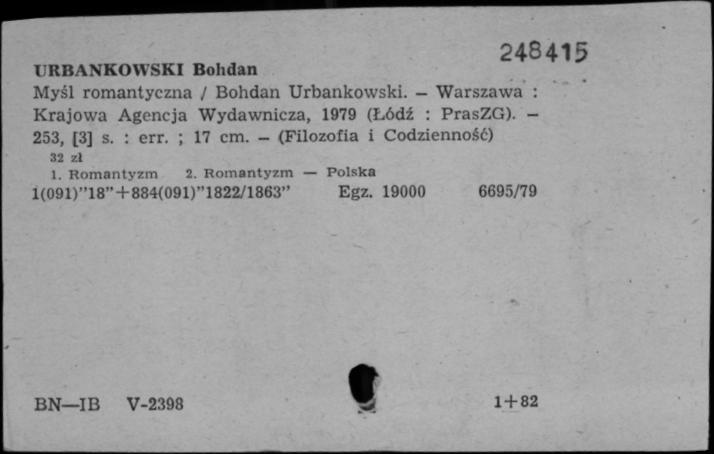 248415
URBANKOWSKI Bohdan
Myśl romantyczna / Bohdan Urbankowski. — Warszawa :
Krajowa Agencja Wydawnicza, 1979 (Łódź : PrasZG). —
253, [3] s. : err. ; 17 cm. — (Filozofia i Codzienność)
32 zł
1. Romantyzm 2. Romantyzm — Polska
1(091)”18”+884(091)”1822/1863” Egz. 19000 6695/79
BN—IB V-2398 1+82